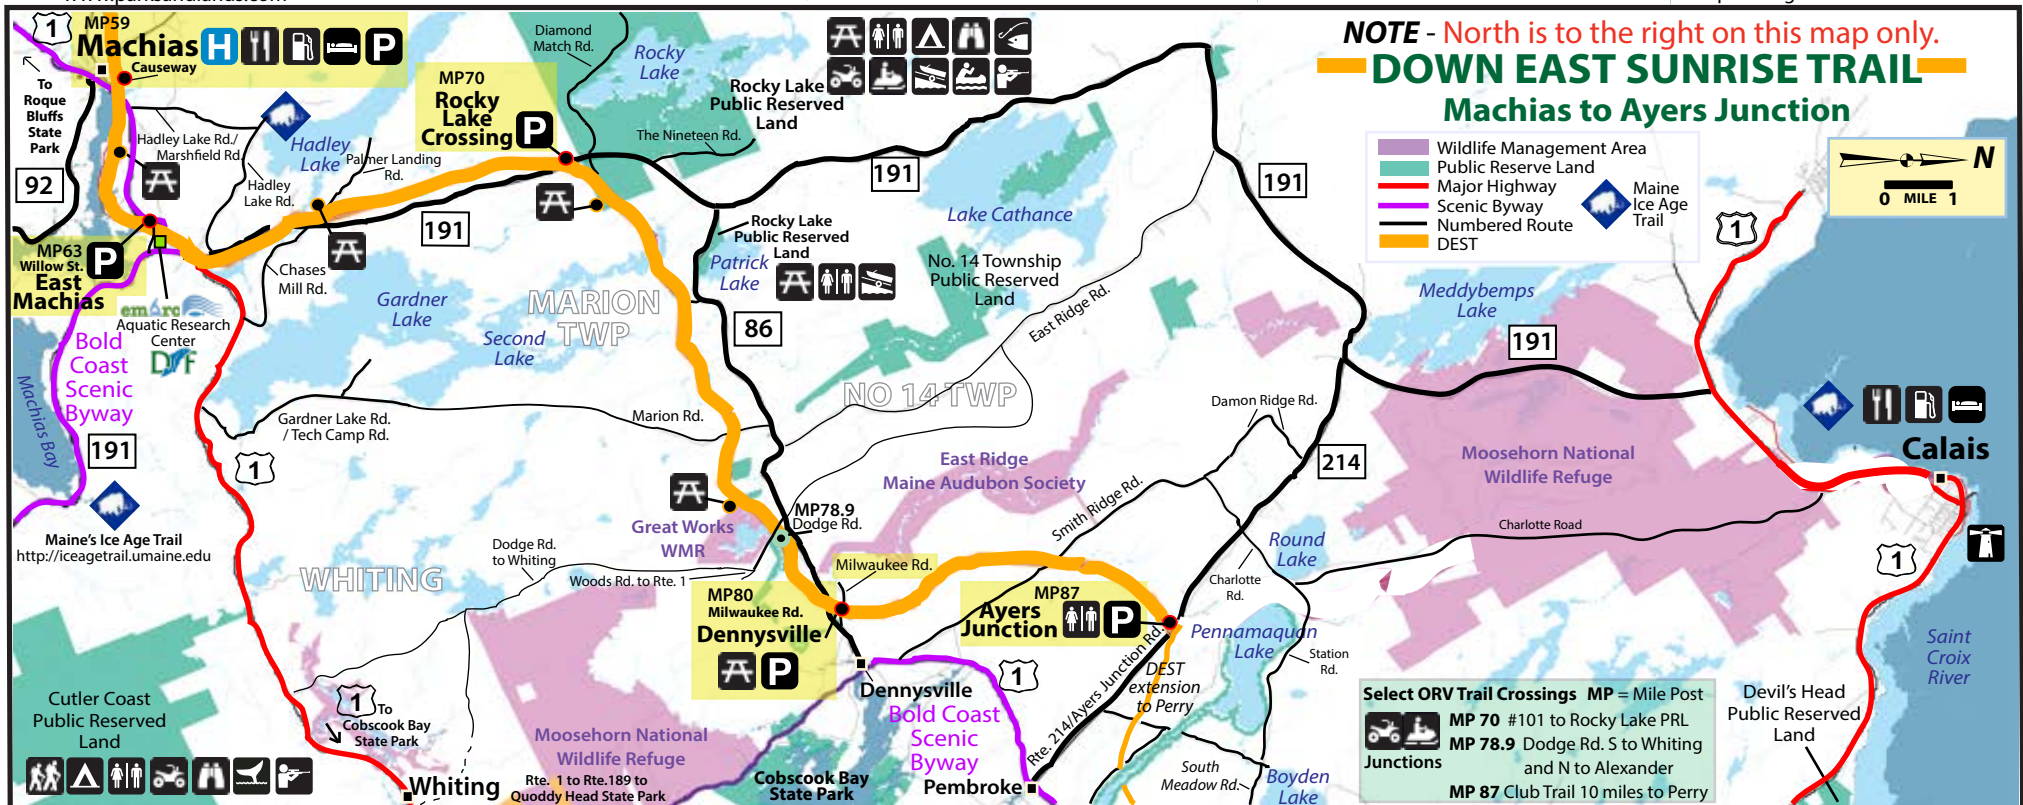 NOTE - North is to the right on this map only.
DOWN EAST SUNRISE TRAIL
Machias to Ayers Junction
Wildlife Management Area
Public Reserve Land
Major Highway
Scenic Byway
Numbered Route
DEST
Maine
Ice Age
Trail
N
0 MILE 1
1
MP59
Machias
H
P
Causeway
To
Roque
Bluffs
State
Park
92
Hadley Lake Rd./
Marshfield Rd.
Hadley
Lake
Hadley
Lake Rd.
Palmer Landing
Rd.
MP70
Rocky
Lake
Crossing
P
Diamond
Match Rd.
Rocky
Lake
Rocky Lake
Public Reserved
Land
The Nineteen Rd.
191
191
191
MP63
Willow St.
East
Machias
P
Chases
Mill Rd.
Aquatic Research
Center
Bold
Coast
Scenic
Byway
Machias Bay
191
Gardner
Lake
Second
Lake
MARION
TWP
Rocky Lake
Public Reserved
Land
Patrick
Lake
86
Lake Cathance
No. 14 Township
Public Reserved
Land
East Ridge Rd.
NO 14 TWP
Meddybemps
Lake
191
1
Gardner Lake Rd.
/ Tech Camp Rd.
Marion Rd.
1
Damon Ridge Rd.
214
Moosehorn National
Wildlife Refuge
Calais
Maine's Ice Age Trail
http://iceagetrail.umaine.edu
East Ridge
Maine Audubon Society
Smith Ridge Rd.
Great Works
WMR
MP78.9
Dodge Rd.
Dodge Rd.
to Whiting
Woods Rd. to Rte. 1
WHITING
Milwaukee Rd.
MP80
Milwaukee Rd.
Dennysville
P
MP87
Ayers
Junction
P
Charlotte Road
Round
Lake
Charlotte
Rd.
1
Pennamaquan
Lake
Station
Rd.
Saint
Croix
River
Cutler Coast
Public Reserved
Land
1
To
Cobscook Bay
State Park
Whiting
Moosehorn National
Wildlife Refuge
Rte. 1 to Rte.189 to
Quoddy Head State Park
Cobscook Bay
State Park
Dennysville
Bold Coast
Scenic
Byway
1
Pembroke
Rte. 214/Ayers Junction Rd.
DEST
extension
to Perry
South
Meadow Rd.
Boyden
Lake
Select ORV Trail Crossings MP = Mile Post
MP 70 #101 to Rocky Lake PRL
MP 78.9 Dodge Rd. S to Whiting
and N to Alexander
Junctions
MP 87 Club Trail 10 miles to Perry
Devil's Head
Public Reserved
Land